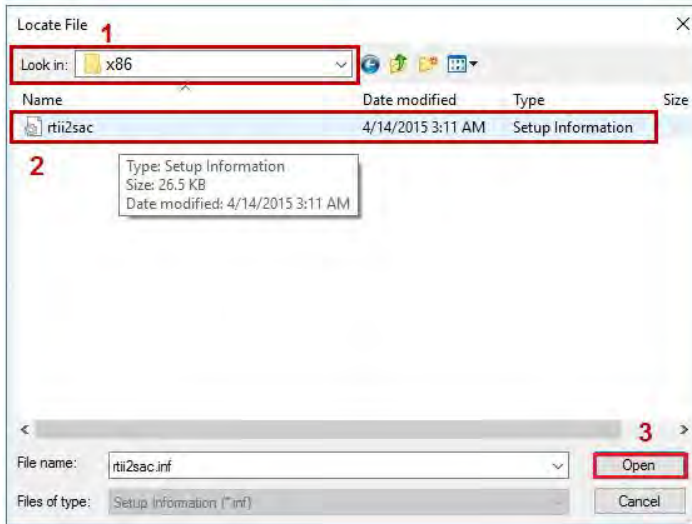 Locate File
1
Look in: x86
Name Date modified Type Size
rtii2sac 4/14/2015 3:11 AM Setup Information
2
Type: Setup Information
Size: 26.5 KB
Date modified: 4/14/2015 3:11 AM
3
File name: rtii2sac.inf Open
Files of type: Setup Information (*.inf) Cancel